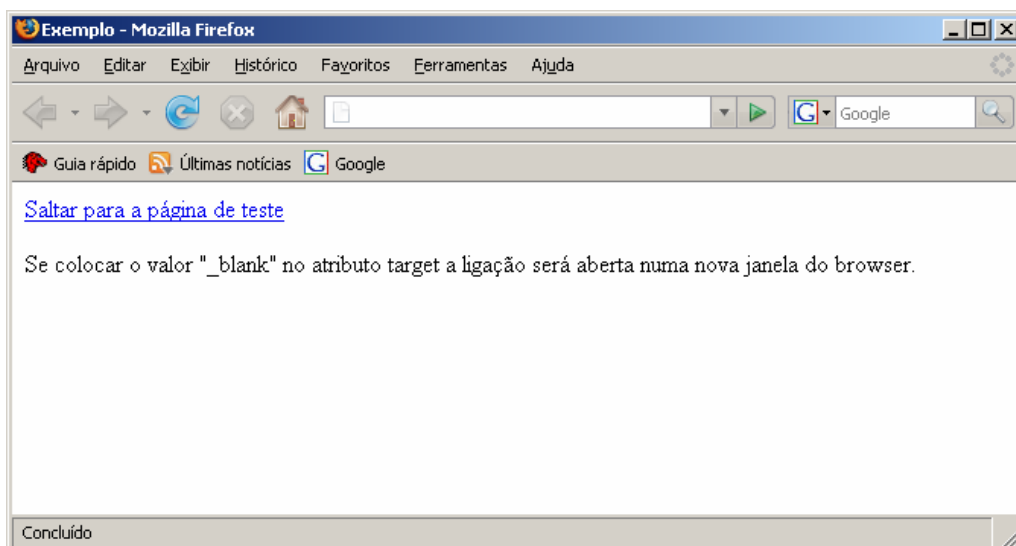 Exemplo - Mozilla Firefox
Arquivo Editar Exibir Histórico Favoritos Ferramentas Ajuda
G Google
Guia rápido Últimas notícias G Google
Saltar para a página de teste
Se colocar o valor "_blank" no atributo target a ligação será aberta numa nova janela do browser.
Concluído